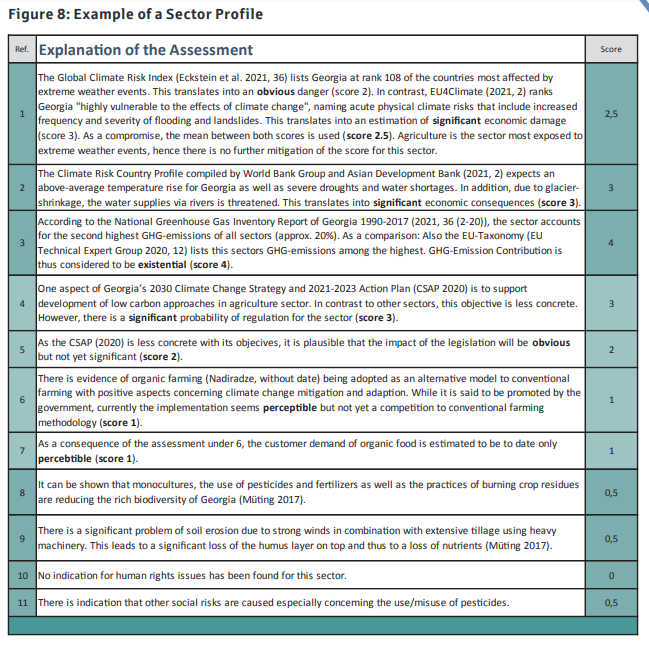 Figure 8: Example of a Sector Profile
Ref. Explanation of the Assessment Score
The Global Climate Risk Index (Eckstein et al. 2021, 36) lists Georgia at rank 108 of the countries most affected by
extreme weather events. This translates into an obvious danger (score 2). In contrast, EU4Climate (2021, 2) ranks
Georgia "highly vulnerable to the effects of climate change", naming acute physical climate risks that include increased
1 frequency and severity of flooding and landslides. This translates into an estimation of significant economic damage 2,5
(score 3). As a compromise, the mean between both scores is used (score 2.5). Agriculture is the sector most exposed to
extreme weather events, hence there is no further mitigation of the score for this sector.
The Climate Risk Country Profile compiled by World Bank Group and Asian Development Bank (2021, 2) expects an
2 above-average temperature rise for Georgia as well as severe droughts and water shortages. In addition, due to glacier- 3
shrinkage, the water supplies via rivers is threatened. This translates into significant economic consequences (score 3).
According to the National Greenhouse Gas Inventory Report of Georgia 1990-2017 (2021, 36 (2-20)), the sector accounts
3 for the second highest GHG-emissions of all sectors (approx. 20%). As a comparison: Also the EU-Taxonomy (EU 4
Technical Expert Group 2020, 12) lists this sectors GHG-emissions among the highest. GHG-Emission Contribution is
thus considered to be existential (score 4).
One aspect of Georgia's 2030 Climate Change Strategy and 2021-2023 Action Plan (CSAP 2020) is to support
4 development of low carbon approaches in agriculture sector. In contrast to other sectors, this objective is less concrete. 3
However, there is a significant probability of regulation for the sector (score 3).
5 As the CSAP (2020) is less concrete with its objecives, it is plausible that the impact of the legislation will be obvious 2
but not yet significant (score 2).
There is evidence of organic farming (Nadiradze, without date) being adopted as an alternative model to conventional
6 farming with positive aspects concerning climate change mitigation and adaption. While it is said to be promoted by the 1
government, currently the implementation seems perceptible but not yet a competition to conventional farming
methodology (score 1).
7 As a consequence of the assessment under 6, the customer demand of organic food is estimated to be to date only 1
percebtible (score 1).
8 It can be shown that monocultures, the use of pesticides and fertilizers as well as the practices of burning crop residues 0,5
are reducing the rich biodiversity of Georgia (Müting 2017).
9 There is a significant problem of soil erosion due to strong winds in combination with extensive tillage using heavy 0,5
machinery. This leads to a significant loss of the humus layer on top and thus to a loss of nutrients (Müting 2017).
10 No indication for human rights issues has been found for this sector. 0
11 There is indication that other social risks are caused especially concerning the use/misuse of pesticides. 0,5